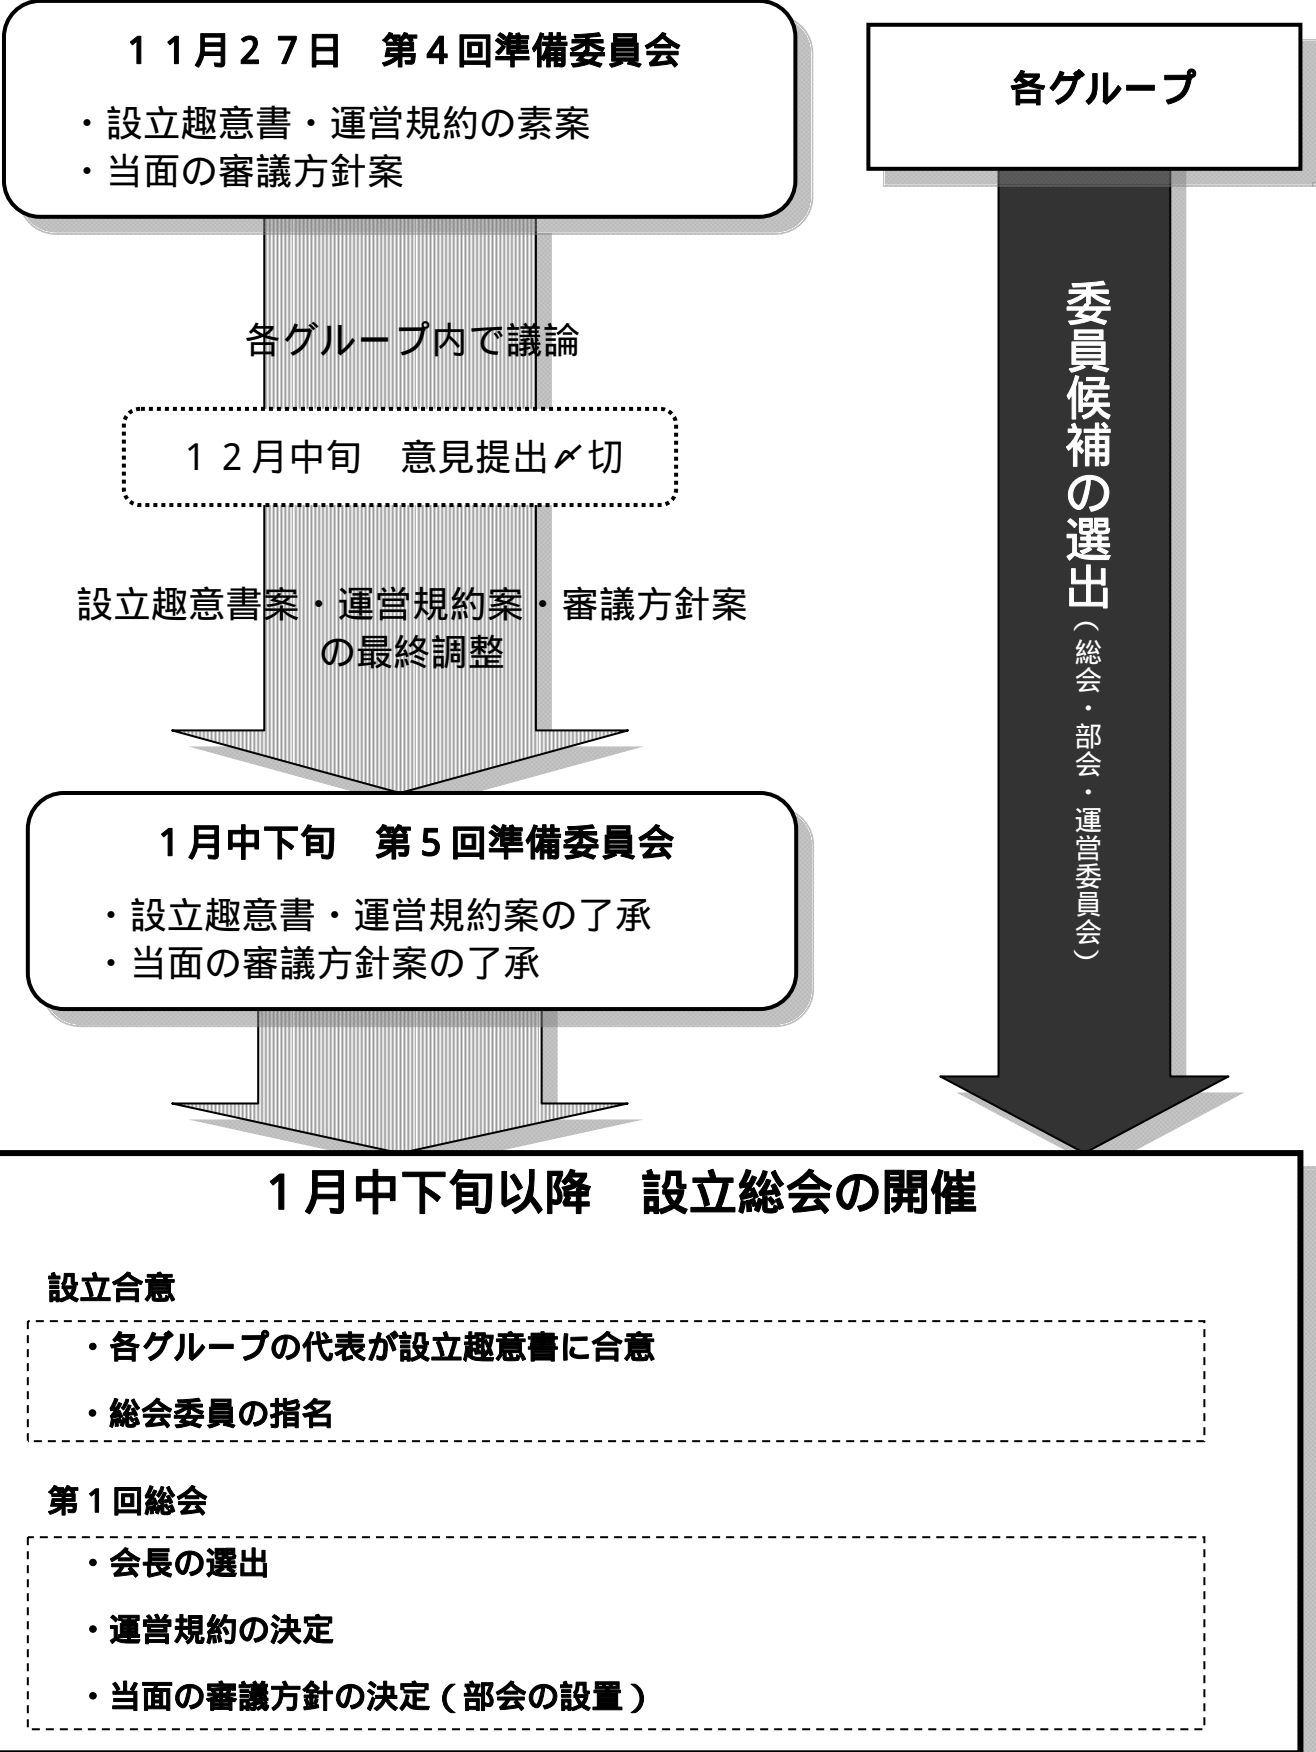 １１月２７日　第４回準備委員会
・設立趣意書・運営規約の素案
・当面の審議方針案
各グループ
各グループ内で議論
１２月中旬　意見提出〆切
設立趣意書案・運営規約案・審議方針案
の最終調整
委員候補の選出（総会・部会・運営委員会）
１月中下旬　第５回準備委員会
・設立趣意書・運営規約案の了承
・当面の審議方針案の了承
１月中下旬以降　設立総会の開催
設立合意
・各グループの代表が設立趣意書に合意
・総会委員の指名
第１回総会
・会長の選出
・運営規約の決定
・当面の審議方針の決定（部会の設置）